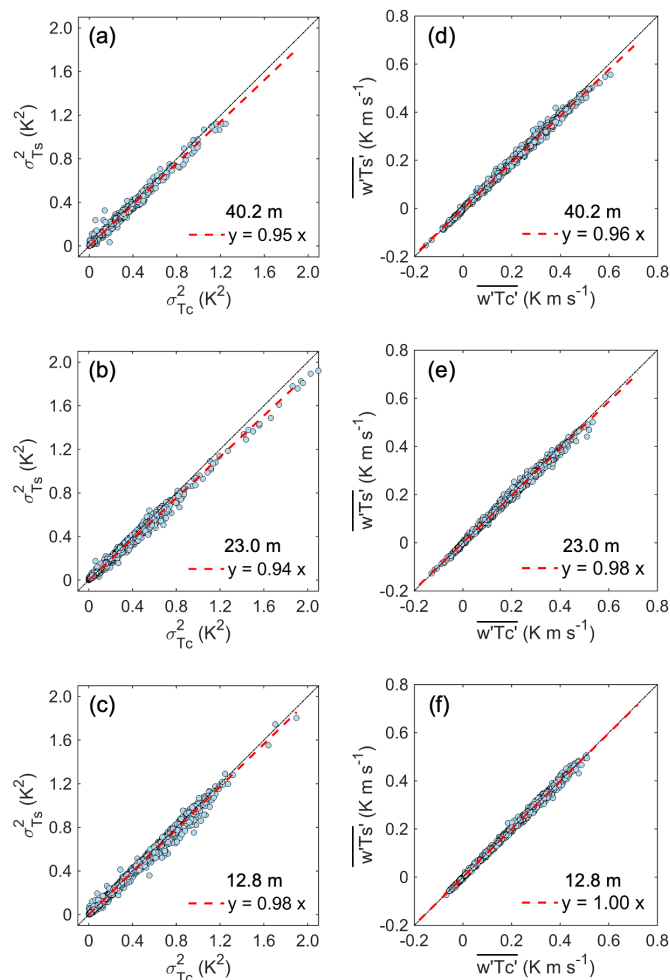 (a)
2.0
1.6
1.2
0.8
0.4
0
σ²Ts (K²)
40.2 m
y = 0.95 x
0 0.4 0.8 1.2 1.6 2.0
σ²Tc (K²)
(d)
0.8
0.6
0.4
0.2
0
-0.2
w'Ts' (K m s⁻¹)
40.2 m
y = 0.96 x
-0.2 0 0.2 0.4 0.6 0.8
w'Tc' (K m s⁻¹)
(b)
2.0
1.6
1.2
0.8
0.4
0
σ²Ts (K²)
23.0 m
y = 0.94 x
0 0.4 0.8 1.2 1.6 2.0
σ²Tc (K²)
(e)
0.8
0.6
0.4
0.2
0
-0.2
w'Ts' (K m s⁻¹)
23.0 m
y = 0.98 x
-0.2 0 0.2 0.4 0.6 0.8
w'Tc' (K m s⁻¹)
(c)
2.0
1.6
1.2
0.8
0.4
0
σ²Ts (K²)
12.8 m
y = 0.98 x
0 0.4 0.8 1.2 1.6 2.0
σ²Tc (K²)
(f)
0.8
0.6
0.4
0.2
0
-0.2
w'Ts' (K m s⁻¹)
12.8 m
y = 1.00 x
-0.2 0 0.2 0.4 0.6 0.8
w'Tc' (K m s⁻¹)